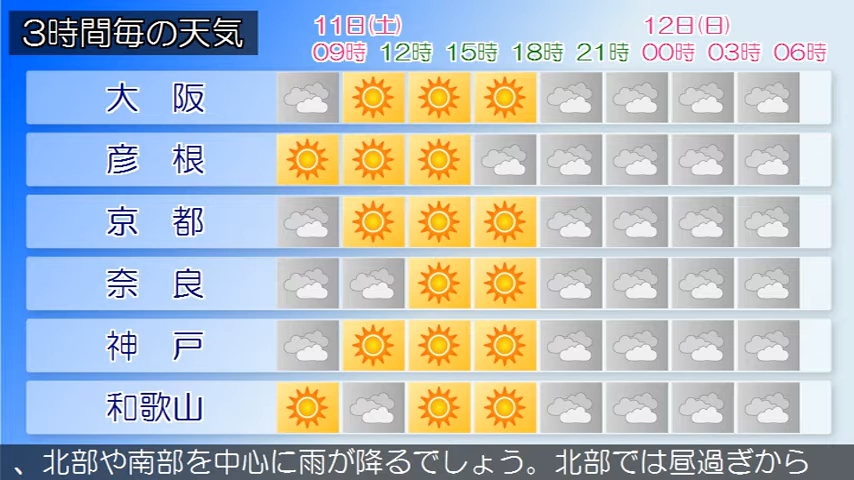 3時間毎の天気
11日(土) 12日(日)
09時 12時 15時 18時 21時 00時 03時 06時
大 阪
彦 根
京 都
奈 良
神 戸
和歌山
、北部や南部を中心に雨が降るでしょう。北部では昼過ぎから